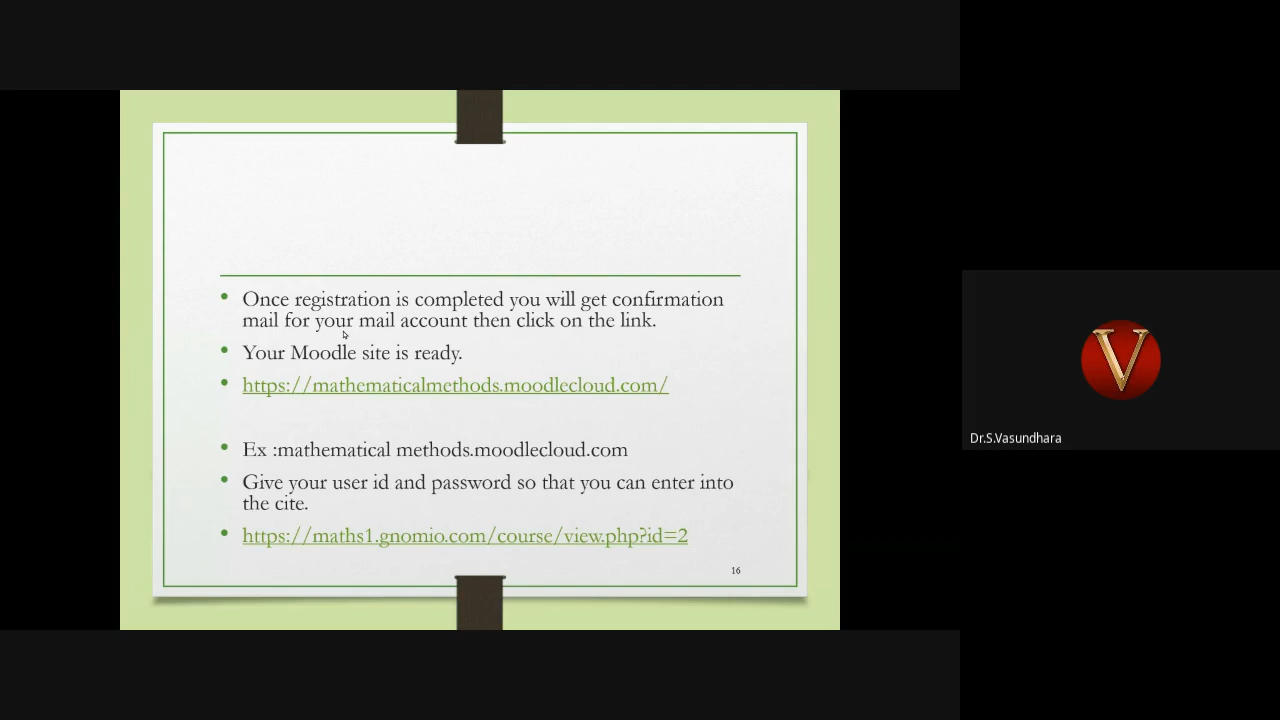 Once registration is completed you will get confirmation
mail for your mail account then click on the link.
Your Moodle site is ready.
https://mathematicalmethods.moodlecloud.com/
Ex :mathematical methods.moodlecloud.com
Give your user id and password so that you can enter into
the cite.
https://maths1.gnomio.com/course/view.php?id=2
16
V
Dr.S.Vasundhara